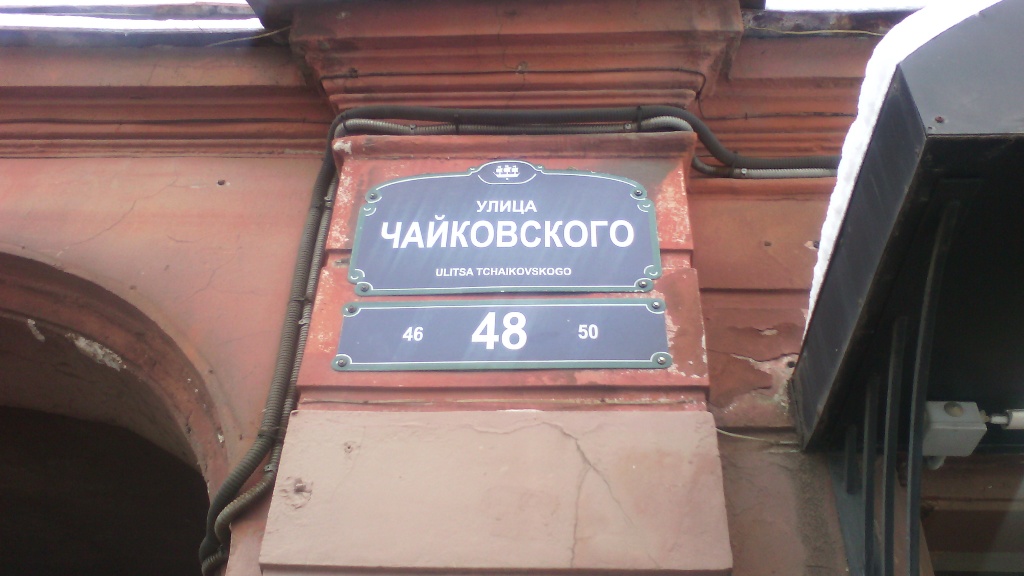 УЛИЦА
ЧАЙКОВСКОГО
ULITSA TCHAIKOVSKOGO
46 48 50